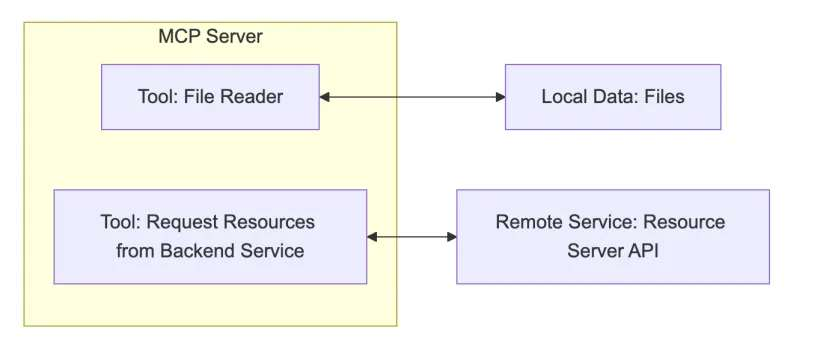 MCP Server
Tool: File Reader
Local Data: Files
Tool: Request Resources
from Backend Service
Remote Service: Resource
Server API